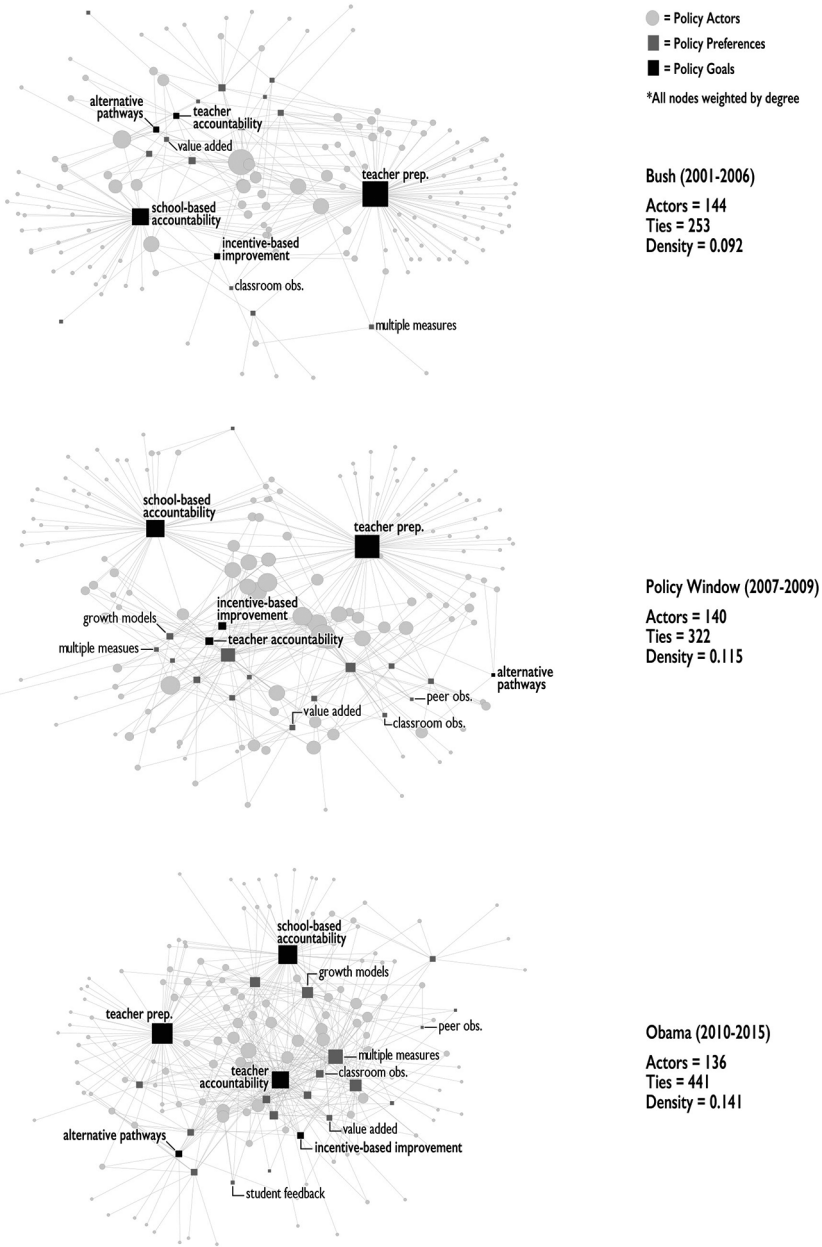 = Policy Actors
= Policy Preferences
= Policy Goals
*All nodes weighted by degree
alternative
pathways
teacher
accountability
value added
teacher prep.
school-based
accountability
incentive-based
improvement
classroom obs.
multiple measures
Bush (2001-2006)
Actors = 144
Ties = 253
Density = 0.092
school-based
accountability
teacher prep.
incentive-based
improvement
growth models
teacher accountability
multiple measues
alternative
pathways
peer obs.
value added
classroom obs.
Policy Window (2007-2009)
Actors = 140
Ties = 322
Density = 0.115
school-based
accountability
growth models
teacher prep.
peer obs.
multiple measures
teacher
accountability
classroom obs.
value added
alternative pathways
incentive-based improvement
student feedback
Obama (2010-2015)
Actors = 136
Ties = 441
Density = 0.141